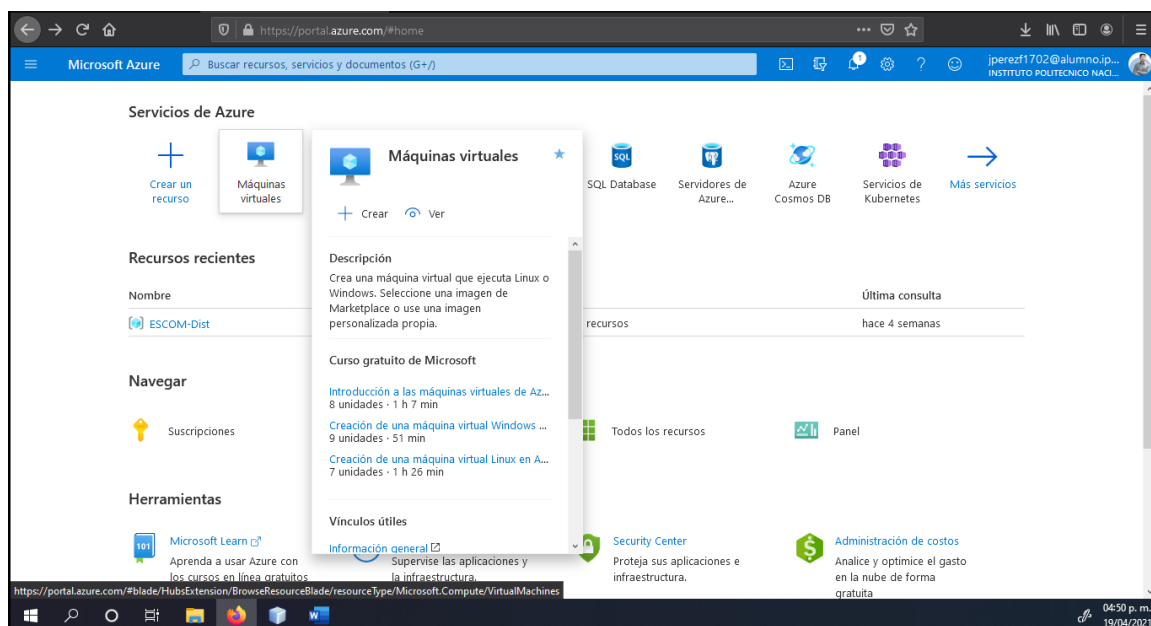 https://portal.azure.com/#home
Microsoft Azure
Buscar recursos, servicios y documentos (G+/)
1
jperezf1702@alumno.ip...
INSTITUTO POLITECNICO NACI...
Servicios de Azure
Crear un
recurso
Máquinas
virtuales
Máquinas virtuales
Crear
Ver
SQL
SQL Database
Servidores de
Azure...
Azure
Cosmos DB
Servicios de
Kubernetes
Más servicios
Descripción
Crea una máquina virtual que ejecuta Linux o
Windows. Seleccione una imagen de
Marketplace o use una imagen
personalizada propia.
Curso gratuito de Microsoft
Introducción a las máquinas virtuales de Az...
8 unidades · 1 h 7 min
Creación de una máquina virtual Windows ...
9 unidades · 51 min
Creación de una máquina virtual Linux en A...
7 unidades · 1 h 26 min
Vínculos útiles
Información general
Recursos recientes
Nombre
Última consulta
ESCOM-Dist
recursos
hace 4 semanas
Navegar
Suscripciones
Todos los recursos
Panel
Herramientas
101
Microsoft Learn
Aprenda a usar Azure con
los cursos en línea gratuitos
Supervise las aplicaciones y
la infraestructura.
Security Center
Proteja sus aplicaciones e
infraestructura.
Administración de costos
Analice y optimice el gasto
en la nube de forma
gratuita
https://portal.azure.com/#blade/HubsExtension/BrowseResourceBlade/resourceType/Microsoft.Compute/VirtualMachines
04:50 p. m.
19/04/2021